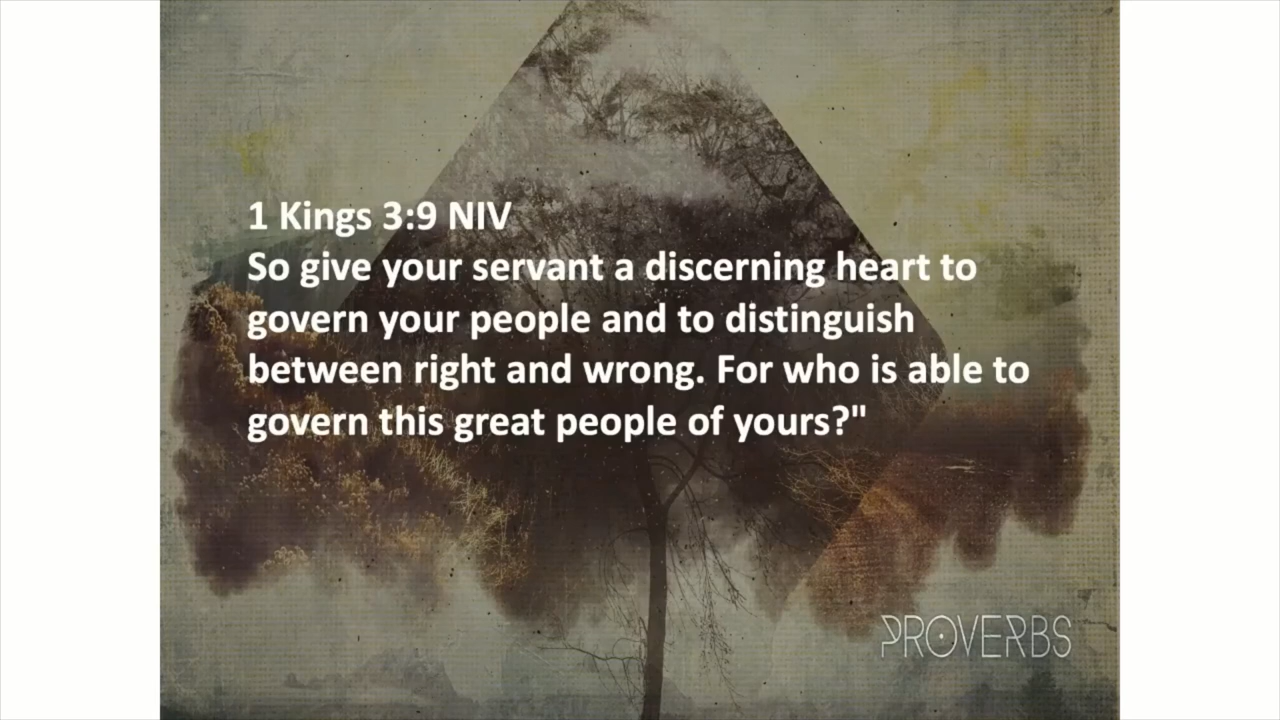 1 Kings 3:9 NIV
So give your servant a discerning heart to
govern your people and to distinguish
between right and wrong. For who is able to
govern this great people of yours?"
PROVERBS